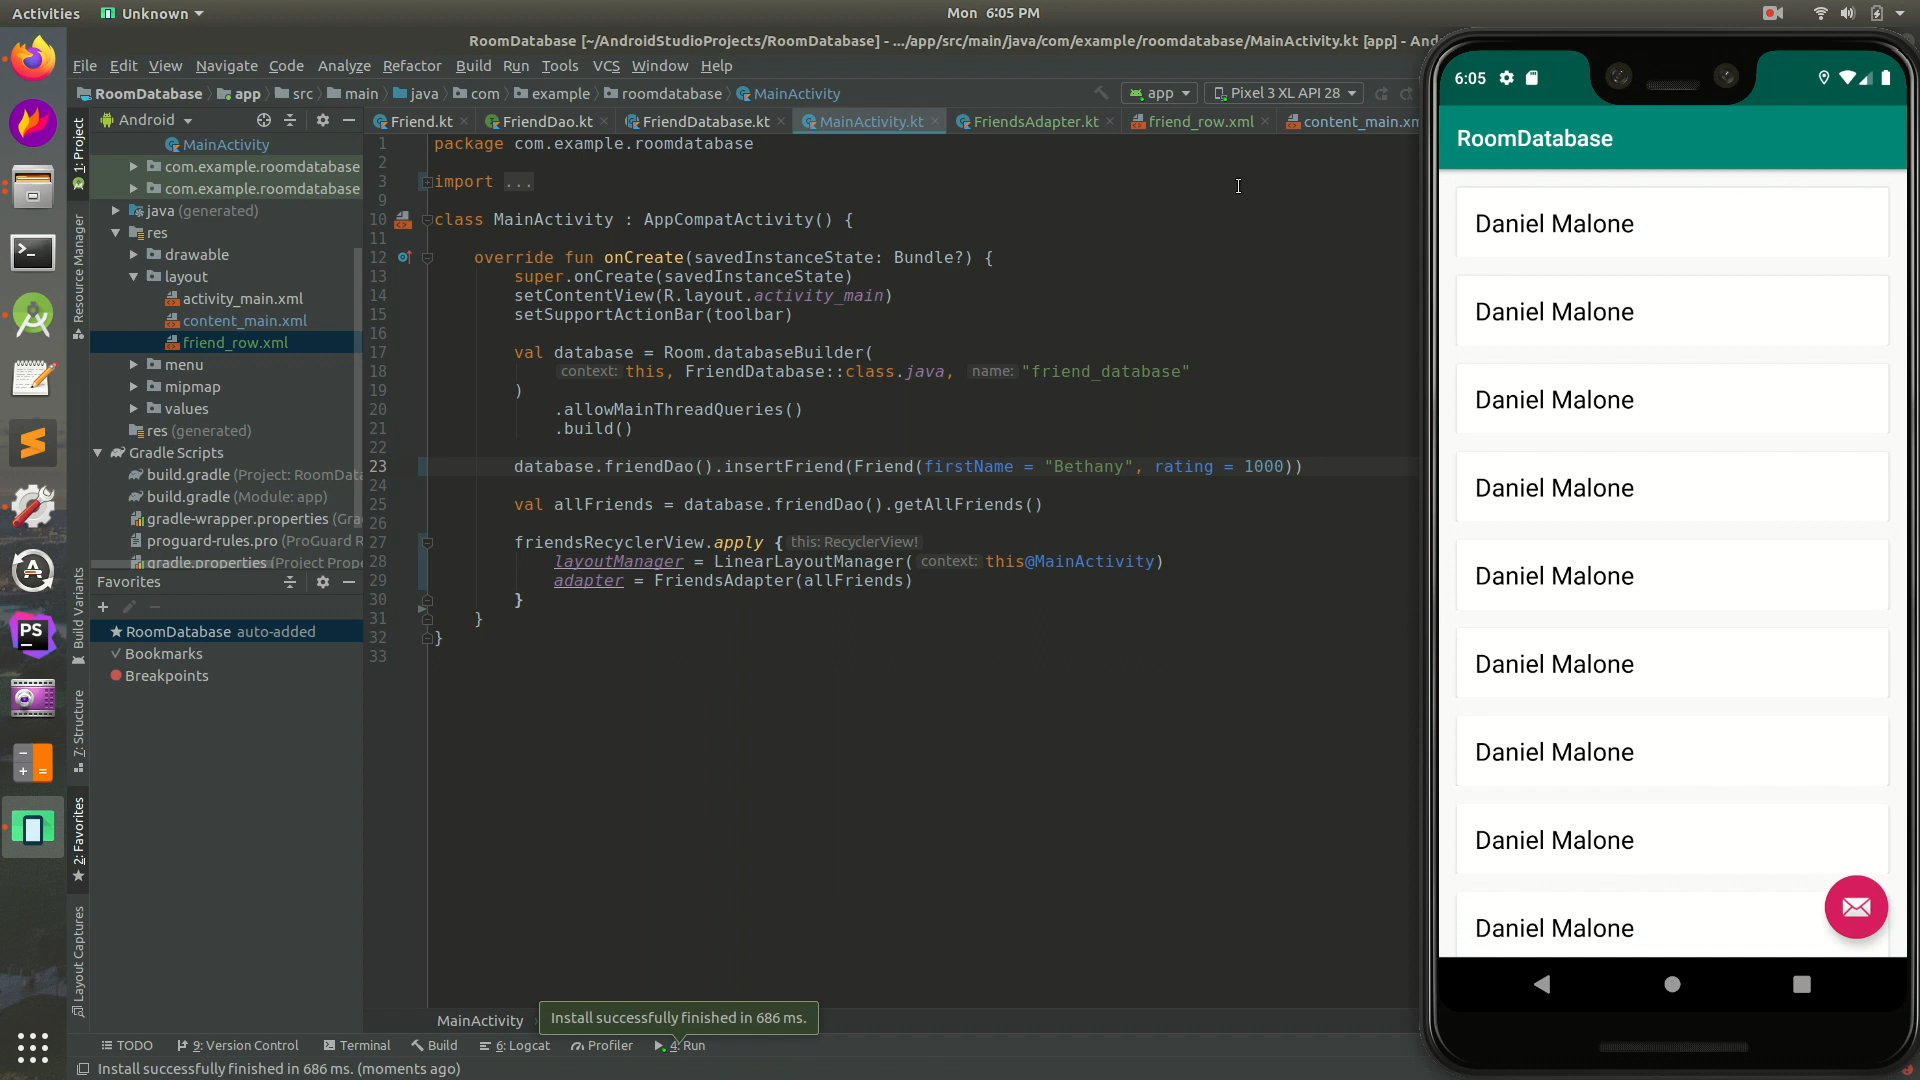 Activities Unknown Mon 6:05 PM
RoomDatabase [~/AndroidStudioProjects/RoomDatabase] - .../app/src/main/java/com/example/roomdatabase/MainActivity.kt [app] - And
File Edit View Navigate Code Analyze Refactor Build Run Tools VCS Window Help
RoomDatabase app src main java com example roomdatabase MainActivity app Pixel 3 XL API 28
Android
Friend.kt FriendDao.kt FriendDatabase.kt MainActivity.kt FriendsAdapter.kt friend_row.xml content_main.xm
1: Project
Resource Manager
Build Variants
7: Structure
2: Favorites
Layout Captures
MainActivity
com.example.roomdatabase
com.example.roomdatabase
java (generated)
res
drawable
layout
activity_main.xml
content_main.xml
friend_row.xml
menu
mipmap
values
res (generated)
Gradle Scripts
build.gradle (Project: RoomData
build.gradle (Module: app)
gradle-wrapper.properties (Gra
proguard-rules.pro (ProGuard R
gradle.properties (Project Prope
Favorites
RoomDatabase auto-added
Bookmarks
Breakpoints
1 package com.example.roomdatabase
2
3 import ...
9
10 class MainActivity : AppCompatActivity() {
11
12 override fun onCreate(savedInstanceState: Bundle?) {
13 super.onCreate(savedInstanceState)
14 setContentView(R.layout.activity_main)
15 setSupportActionBar(toolbar)
16
17 val database = Room.databaseBuilder(
18 context: this, FriendDatabase::class.java, name: "friend_database"
19 )
20 .allowMainThreadQueries()
21 .build()
22
23 database.friendDao().insertFriend(Friend(firstName = "Bethany", rating = 1000))
24
25 val allFriends = database.friendDao().getAllFriends()
26
27 friendsRecyclerView.apply { this: RecyclerView!
28 layoutManager = LinearLayoutManager( context: this@MainActivity)
29 adapter = FriendsAdapter(allFriends)
30 }
31 }
32 }
33
MainActivity
Install successfully finished in 686 ms.
TODO 9: Version Control Terminal Build 6: Logcat Profiler 4: Run
Install successfully finished in 686 ms. (moments ago)
PS
6:05
RoomDatabase
Daniel Malone
Daniel Malone
Daniel Malone
Daniel Malone
Daniel Malone
Daniel Malone
Daniel Malone
Daniel Malone
Daniel Malone